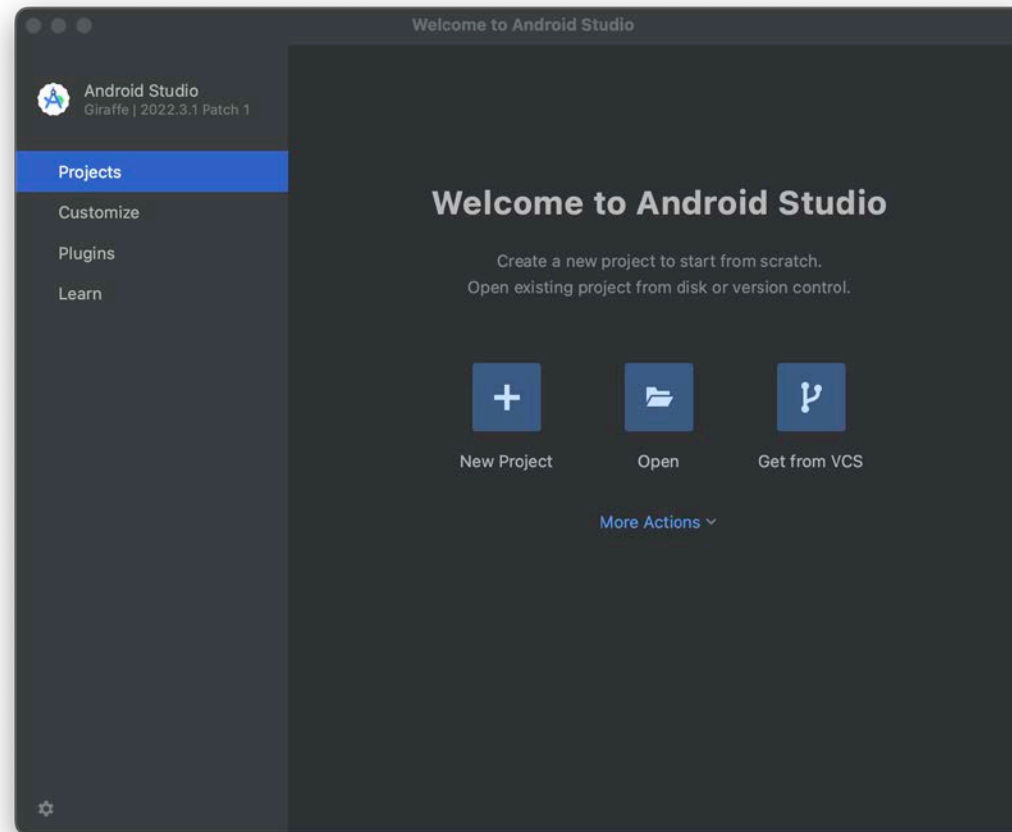 Welcome to Android Studio
Android Studio
Giraffe | 2022.3.1 Patch 1
Projects
Customize
Plugins
Learn
Welcome to Android Studio
Create a new project to start from scratch.
Open existing project from disk or version control.
New Project
Open
Get from VCS
More Actions